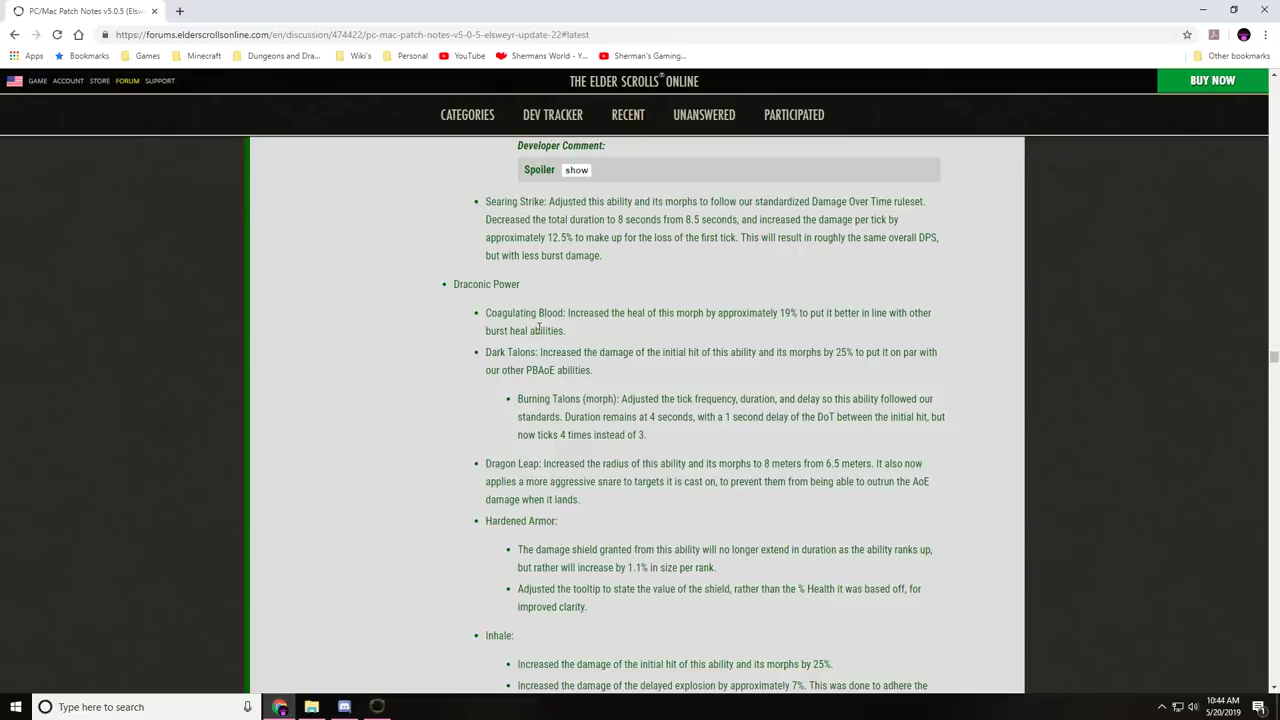 PC/Mac Patch Notes v5.0.5 (Elsw
https://forums.elderscrollsonline.com/en/discussion/474422/pc-mac-patch-notes-v5-0-5-elsweyr-update-22#latest
Apps Bookmarks Games Minecraft Dungeons and Dra... Wiki's Personal YouTube Shermans World - Y... Sherman's Gaming... Other bookmarks
GAME ACCOUNT STORE FORUM SUPPORT THE ELDER SCROLLS® ONLINE BUY NOW
CATEGORIES DEV TRACKER RECENT UNANSWERED PARTICIPATED
Developer Comment:
Spoiler show
• Searing Strike: Adjusted this ability and its morphs to follow our standardized Damage Over Time ruleset.
Decreased the total duration to 8 seconds from 8.5 seconds, and increased the damage per tick by
approximately 12.5% to make up for the loss of the first tick. This will result in roughly the same overall DPS,
but with less burst damage.
• Draconic Power
• Coagulating Blood: Increased the heal of this morph by approximately 19% to put it better in line with other
burst heal abilities.
• Dark Talons: Increased the damage of the initial hit of this ability and its morphs by 25% to put it on par with
our other PBAoE abilities.
• Burning Talons (morph): Adjusted the tick frequency, duration, and delay so this ability followed our
standards. Duration remains at 4 seconds, with a 1 second delay of the DoT between the initial hit, but
now ticks 4 times instead of 3.
• Dragon Leap: Increased the radius of this ability and its morphs to 8 meters from 6.5 meters. It also now
applies a more aggressive snare to targets it is cast on, to prevent them from being able to outrun the AoE
damage when it lands.
• Hardened Armor:
• The damage shield granted from this ability will no longer extend in duration as the ability ranks up,
but rather will increase by 1.1% in size per rank.
• Adjusted the tooltip to state the value of the shield, rather than the % Health it was based off, for
improved clarity.
• Inhale:
• Increased the damage of the initial hit of this ability and its morphs by 25%.
• Increased the damage of the delayed explosion by approximately 7%. This was done to adhere the
Type here to search
10:44 AM
5/20/2019